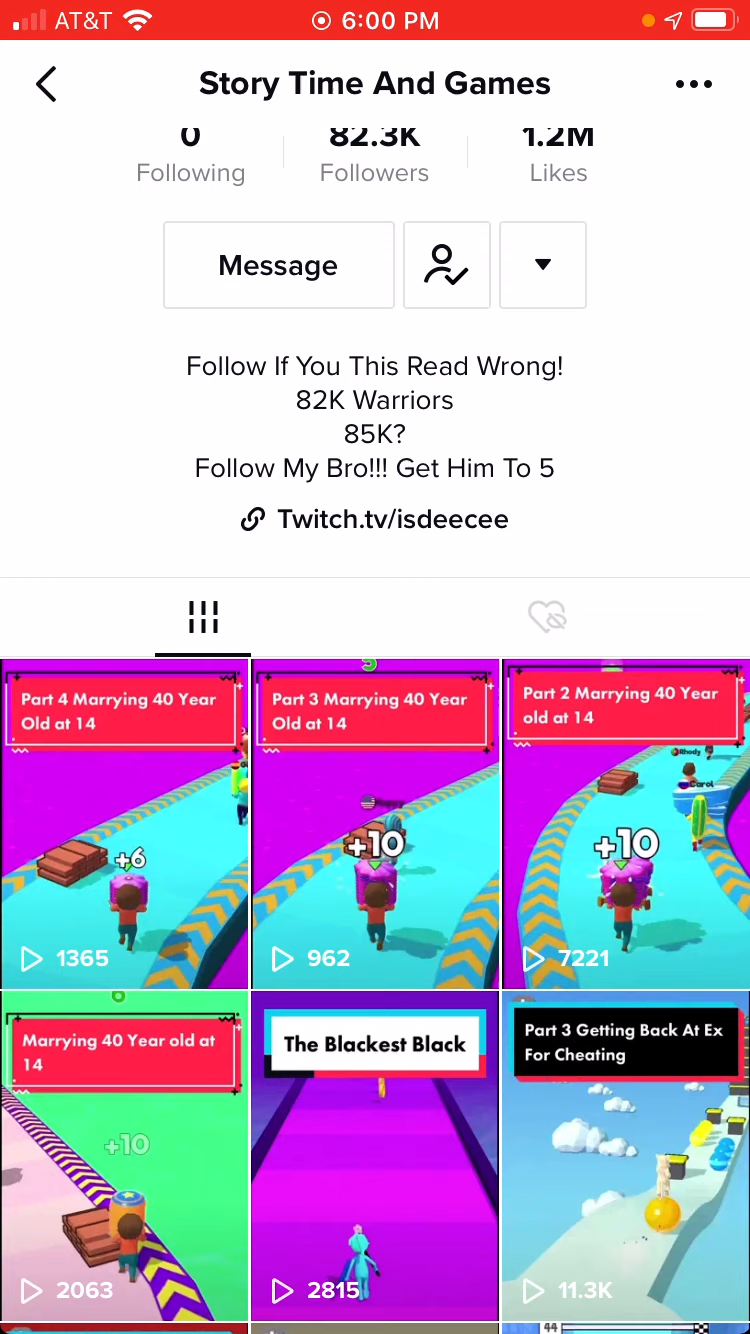 AT&T 6:00 PM
Story Time And Games
0 82.3K 1.2M
Following Followers Likes
Message
Follow If You This Read Wrong!
82K Warriors
85K?
Follow My Bro!!! Get Him To 5
Twitch.tv/isdeecee
Part 4 Marrying 40 Year
Old at 14
+6
1365
Part 3 Marrying 40 Year
Old at 14
+10
962
Part 2 Marrying 40 Year
old at 14
Rhody
Carol
+10
7221
Marrying 40 Year old at
14
+10
2063
The Blackest Black
2815
Part 3 Getting Back At Ex
For Cheating
11.3K
44